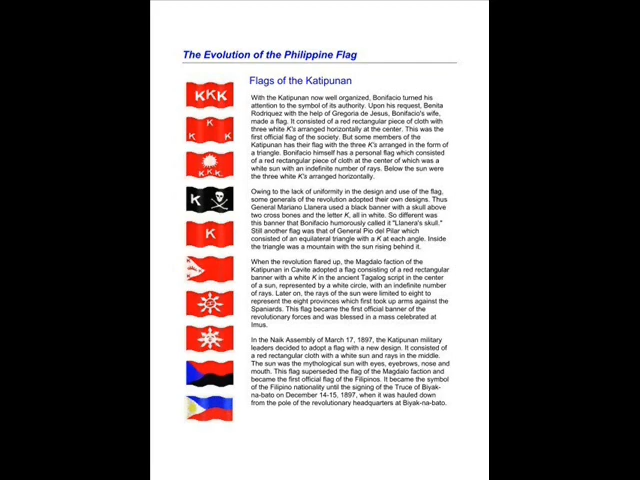 The Evolution of the Philippine Flag
Flags of the Katipunan
With the Katipunan now well organized, Bonifacio turned his
attention to the symbol of its authority. Upon his request, Benita
Rodriquez with the help of Gregoria de Jesus, Bonifacio's wife,
made a flag. It consisted of a red rectangular piece of cloth with
three white K's arranged horizontally at the center. This was the
first official flag of the society. But some members of the
Katipunan has their flag with the three K's arranged in the form of
a triangle. Bonifacio himself has a personal flag which consisted
of a red rectangular piece of cloth at the center of which was a
white sun with an indefinite number of rays. Below the sun were
the three white K's arranged horizontally.
Owing to the lack of uniformity in the design and use of the flag,
some generals of the revolution adopted their own designs. Thus
General Mariano Llanera used a black banner with a skull above
two cross bones and the letter K, all in white. So different was
this banner that Bonifacio humorously called it "Llanera's skull."
Still another flag was that of General Pio del Pilar which
consisted of an equilateral triangle with a K at each angle. Inside
the triangle was a mountain with the sun rising behind it.
When the revolution flared up, the Magdalo faction of the
Katipunan in Cavite adopted a flag consisting of a red rectangular
banner with a white K in the ancient Tagalog script in the center
of a sun, represented by a white circle, with an indefinite number
of rays. Later on, the rays of the sun were limited to eight to
represent the eight provinces which first took up arms against the
Spaniards. This flag became the first official banner of the
revolutionary forces and was blessed in a mass celebrated at
Imus.
In the Naik Assembly of March 17, 1897, the Katipunan military
leaders decided to adopt a flag with a new design. It consisted of
a red rectangular cloth with a white sun and rays in the middle.
The sun was the mythological sun with eyes, eyebrows, nose and
mouth. This flag superseded the flag of the Magdalo faction and
became the first official flag of the Filipinos. It became the symbol
of the Filipino nationality until the signing of the Truce of Biyak-
na-bato on December 14-15, 1897, when it was hauled down
from the pole of the revolutionary headquarters at Biyak-na-bato.
KKK
K
K K
K.K.K.
K
K